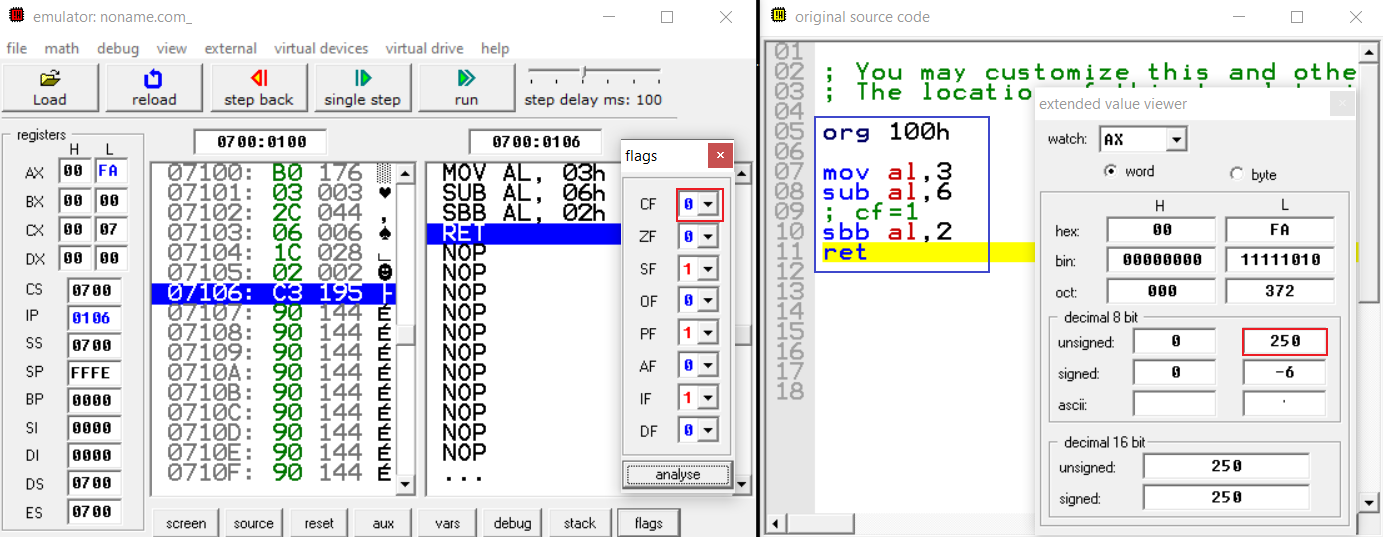 emulator: noname.com_
file math debug view external virtual devices virtual drive help
Load reload step back single step run step delay ms: 100
registers
H L
AX 00 FA
BX 00 00
CX 00 07
DX 00 00
CS 0700
IP 0106
SS 0700
SP FFFE
BP 0000
SI 0000
DI 0000
DS 0700
ES 0700
0700:0100
07100: B0 176 ▒
07101: 03 003 ♥
07102: 2C 044 ,
07103: 06 006 ♠
07104: 1C 028 ∟
07105: 02 002 ☻
07106: C3 195 ├
07107: 90 144 É
07108: 90 144 É
07109: 90 144 É
0710A: 90 144 É
0710B: 90 144 É
0710C: 90 144 É
0710D: 90 144 É
0710E: 90 144 É
0710F: 90 144 É
0700:0106
MOV AL, 03h
SUB AL, 06h
SBB AL, 02h
RET
NOP
NOP
NOP
NOP
NOP
NOP
NOP
NOP
NOP
NOP
NOP
...
flags
CF 0
ZF 0
SF 1
OF 0
PF 1
AF 0
IF 1
DF 0
analyse
screen source reset aux vars debug stack flags
original source code
01
02 ; You may customize this and othe
03 ; The location
04
05 org 100h
06
07 mov al,3
08 sub al,6
09 ; cf=1
10 sbb al,2
11 ret
12
13
14
15
16
17
18
extended value viewer
watch: AX
word byte
H L
hex: 00 FA
bin: 00000000 11111010
oct: 000 372
decimal 8 bit
unsigned: 0 250
signed: 0 -6
ascii: ·
decimal 16 bit
unsigned: 250
signed: 250